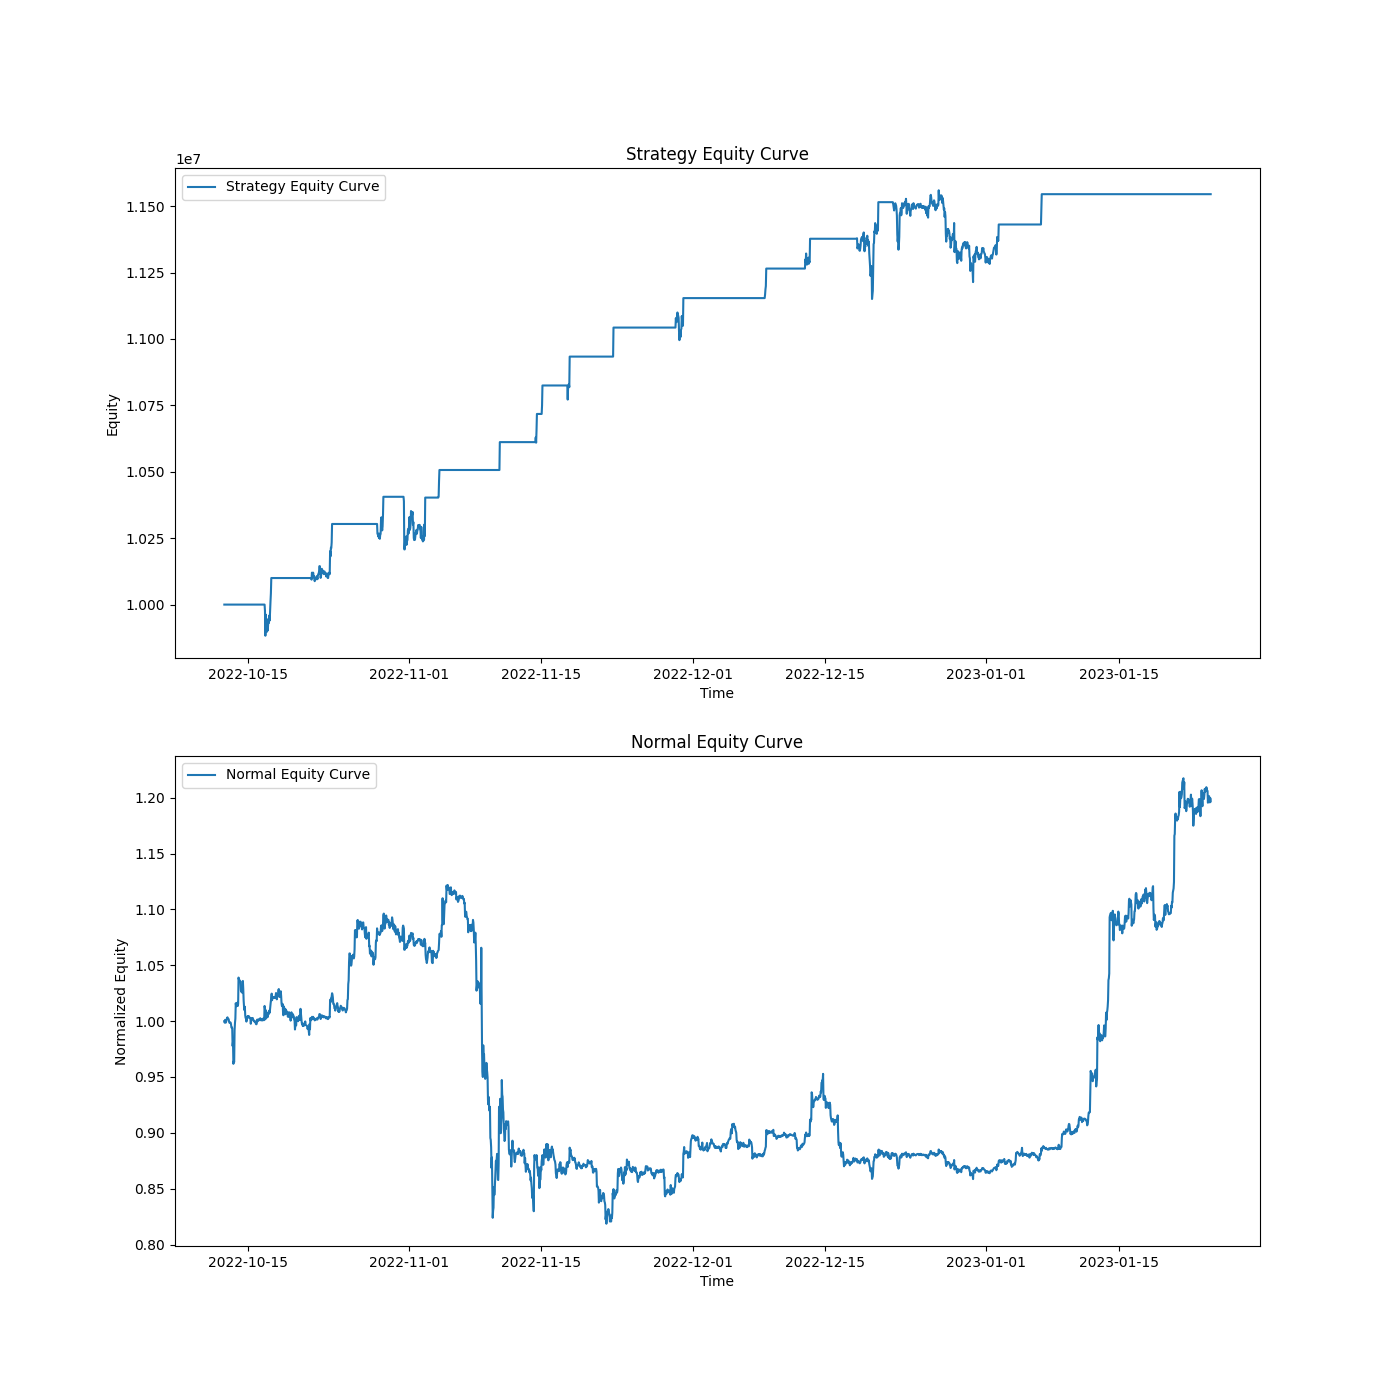 Strategy Equity Curve
1e7
Strategy Equity Curve
1.150
1.125
1.100
1.075
1.050
1.025
1.000
Equity
2022-10-15 2022-11-01 2022-11-15 2022-12-01 2022-12-15 2023-01-01 2023-01-15
Time
Normal Equity Curve
Normal Equity Curve
1.20
1.15
1.10
1.05
1.00
0.95
0.90
0.85
0.80
Normalized Equity
2022-10-15 2022-11-01 2022-11-15 2022-12-01 2022-12-15 2023-01-01 2023-01-15
Time